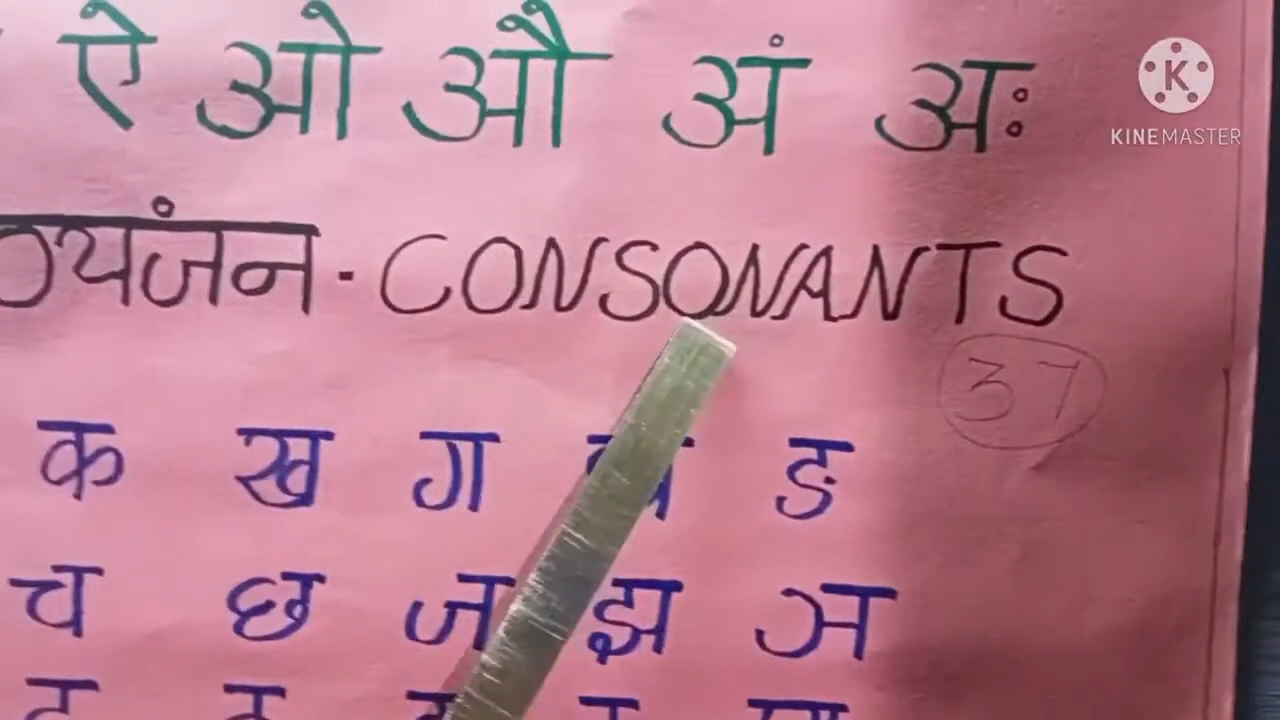 ऐ ओ औ अं अः
KINEMASTER
व्यंजन - CONSONANTS
37
क ख ग घ ङ
च छ ज झ ञ